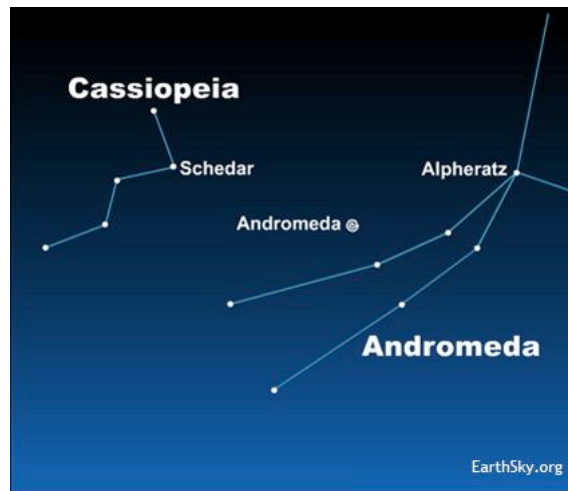 Cassiopeia
Schedar
Alpheratz
Andromeda
Andromeda
EarthSky.org